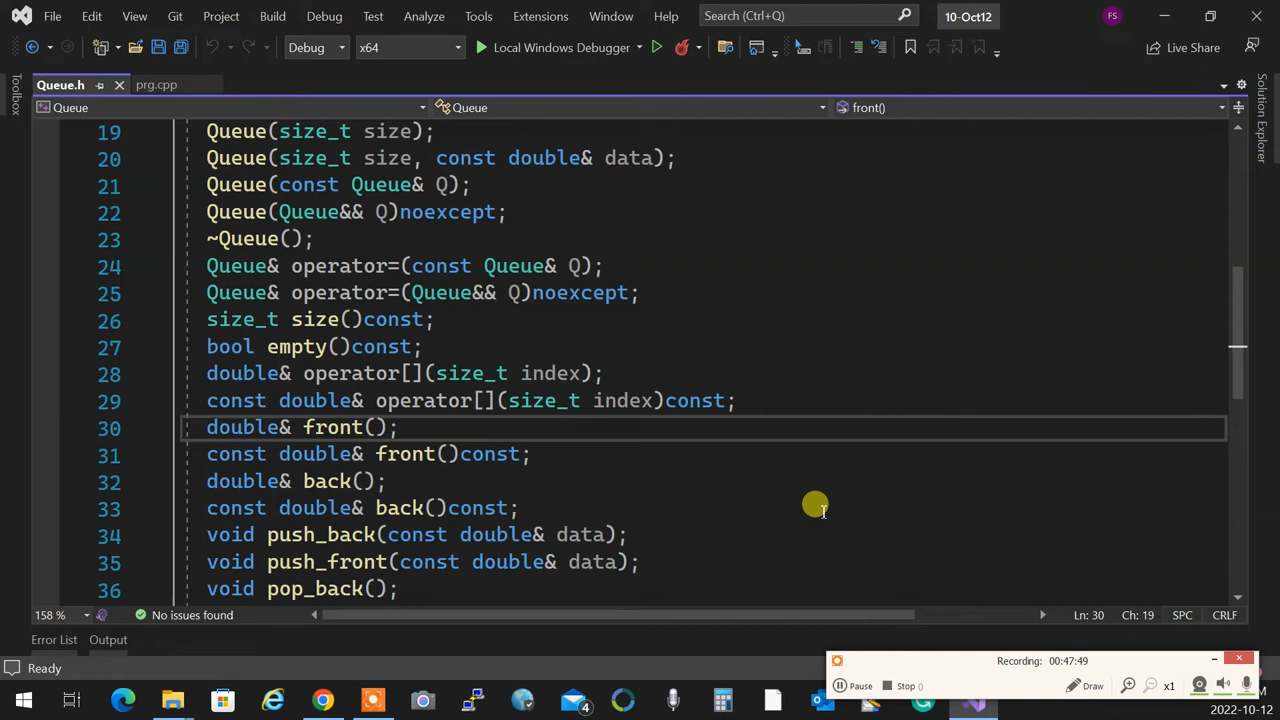 File Edit View Git Project Build Debug Test Analyze Tools Extensions Window Help Search (Ctrl+Q) 10-Oct12 FS
Debug x64 Local Windows Debugger Live Share
Queue.h prg.cpp
Queue Queue front()
19 Queue(size_t size);
20 Queue(size_t size, const double& data);
21 Queue(const Queue& Q);
22 Queue(Queue&& Q)noexcept;
23 ~Queue();
24 Queue& operator=(const Queue& Q);
25 Queue& operator=(Queue&& Q)noexcept;
26 size_t size()const;
27 bool empty()const;
28 double& operator[](size_t index);
29 const double& operator[](size_t index)const;
30 double& front();
31 const double& front()const;
32 double& back();
33 const double& back()const;
34 void push_back(const double& data);
35 void push_front(const double& data);
36 void pop_back();
Toolbox
Solution Explorer
158 % No issues found Ln: 30 Ch: 19 SPC CRLF
Error List Output
Ready
Recording: 00:47:49
Pause Stop () Draw x1
4
2022-10-12